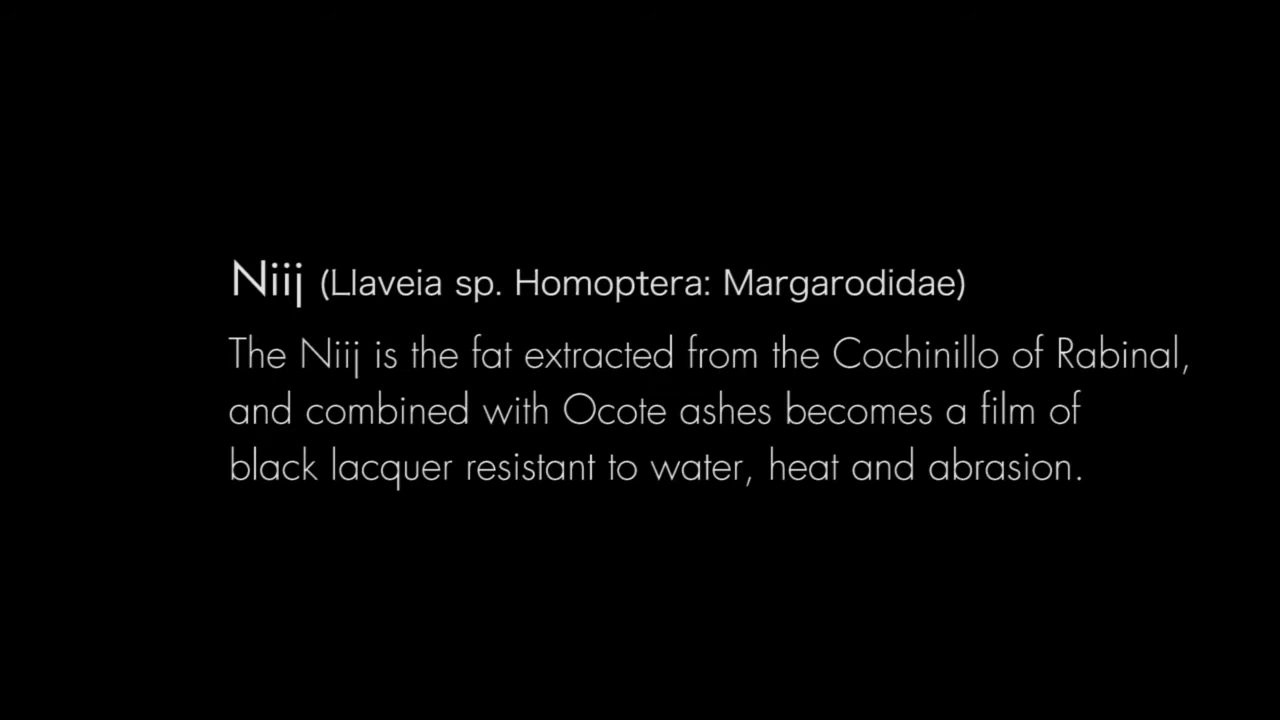 Niij (Llaveia sp. Homoptera: Margarodidae)
The Niij is the fat extracted from the Cochinillo of Rabinal,
and combined with Ocote ashes becomes a film of
black lacquer resistant to water, heat and abrasion.